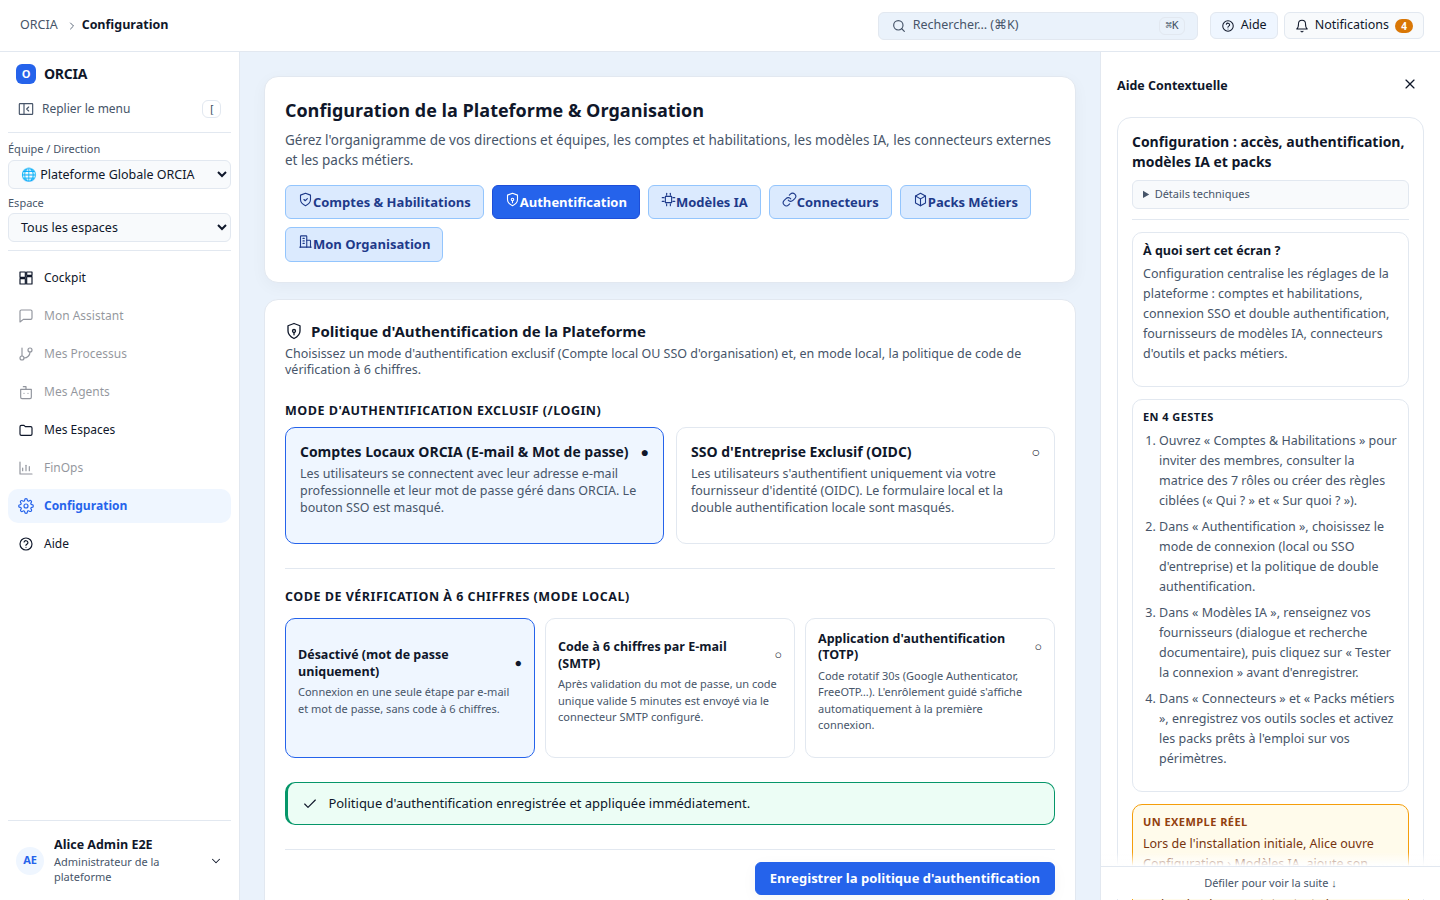 ORCIA > Configuration
Rechercher... (⌘K) ⌘K
Aide
Notifications 4
O ORCIA
Replier le menu [
Équipe / Direction
🌐 Plateforme Globale ORCIA
Espace
Tous les espaces
Cockpit
Mon Assistant
Mes Processus
Mes Agents
Mes Espaces
FinOps
Configuration
Aide
AE
Alice Admin E2E
Administrateur de la
plateforme
Configuration de la Plateforme & Organisation
Gérez l'organigramme de vos directions et équipes, les comptes et habilitations, les modèles IA, les connecteurs externes
et les packs métiers.
Comptes & Habilitations
Authentification
Modèles IA
Connecteurs
Packs Métiers
Mon Organisation
Politique d'Authentification de la Plateforme
Choisissez un mode d'authentification exclusif (Compte local OU SSO d'organisation) et, en mode local, la politique de code de
vérification à 6 chiffres.
MODE D'AUTHENTIFICATION EXCLUSIF (/LOGIN)
Comptes Locaux ORCIA (E-mail & Mot de passe) ●
Les utilisateurs se connectent avec leur adresse e-mail
professionnelle et leur mot de passe géré dans ORCIA. Le
bouton SSO est masqué.
SSO d'Entreprise Exclusif (OIDC) ○
Les utilisateurs s'authentifient uniquement via votre
fournisseur d'identité (OIDC). Le formulaire local et la
double authentification locale sont masqués.
CODE DE VÉRIFICATION À 6 CHIFFRES (MODE LOCAL)
Désactivé (mot de passe
uniquement) ●
Connexion en une seule étape par e-mail
et mot de passe, sans code à 6 chiffres.
Code à 6 chiffres par E-mail
(SMTP) ○
Après validation du mot de passe, un code
unique valide 5 minutes est envoyé via le
connecteur SMTP configuré.
Application d'authentification
(TOTP) ○
Code rotatif 30s (Google Authenticator,
FreeOTP...). L'enrôlement guidé s'affiche
automatiquement à la première
connexion.
Politique d'authentification enregistrée et appliquée immédiatement.
Enregistrer la politique d'authentification
Aide Contextuelle
Configuration : accès, authentification,
modèles IA et packs
▶ Détails techniques
À quoi sert cet écran ?
Configuration centralise les réglages de la
plateforme : comptes et habilitations,
connexion SSO et double authentification,
fournisseurs de modèles IA, connecteurs
d'outils et packs métiers.
EN 4 GESTES
1. Ouvrez « Comptes & Habilitations » pour
inviter des membres, consulter la
matrice des 7 rôles ou créer des règles
ciblées (« Qui ? » et « Sur quoi ? »).
2. Dans « Authentification », choisissez le
mode de connexion (local ou SSO
d'entreprise) et la politique de double
authentification.
3. Dans « Modèles IA », renseignez vos
fournisseurs (dialogue et recherche
documentaire), puis cliquez sur « Tester
la connexion » avant d'enregistrer.
4. Dans « Connecteurs » et « Packs métiers
», enregistrez vos outils socles et activez
les packs prêts à l'emploi sur vos
périmètres.
UN EXEMPLE RÉEL
Lors de l'installation initiale, Alice ouvre
Configuration › Modèles IA, ajoute son
Défiler pour voir la suite ↓